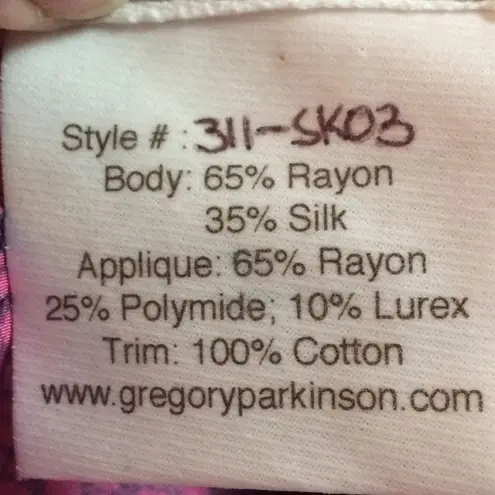 Style # : 311-SK03
Body: 65% Rayon
35% Silk
Applique: 65% Rayon
25% Polymide; 10% Lurex
Trim: 100% Cotton
www.gregoryparkinson.com